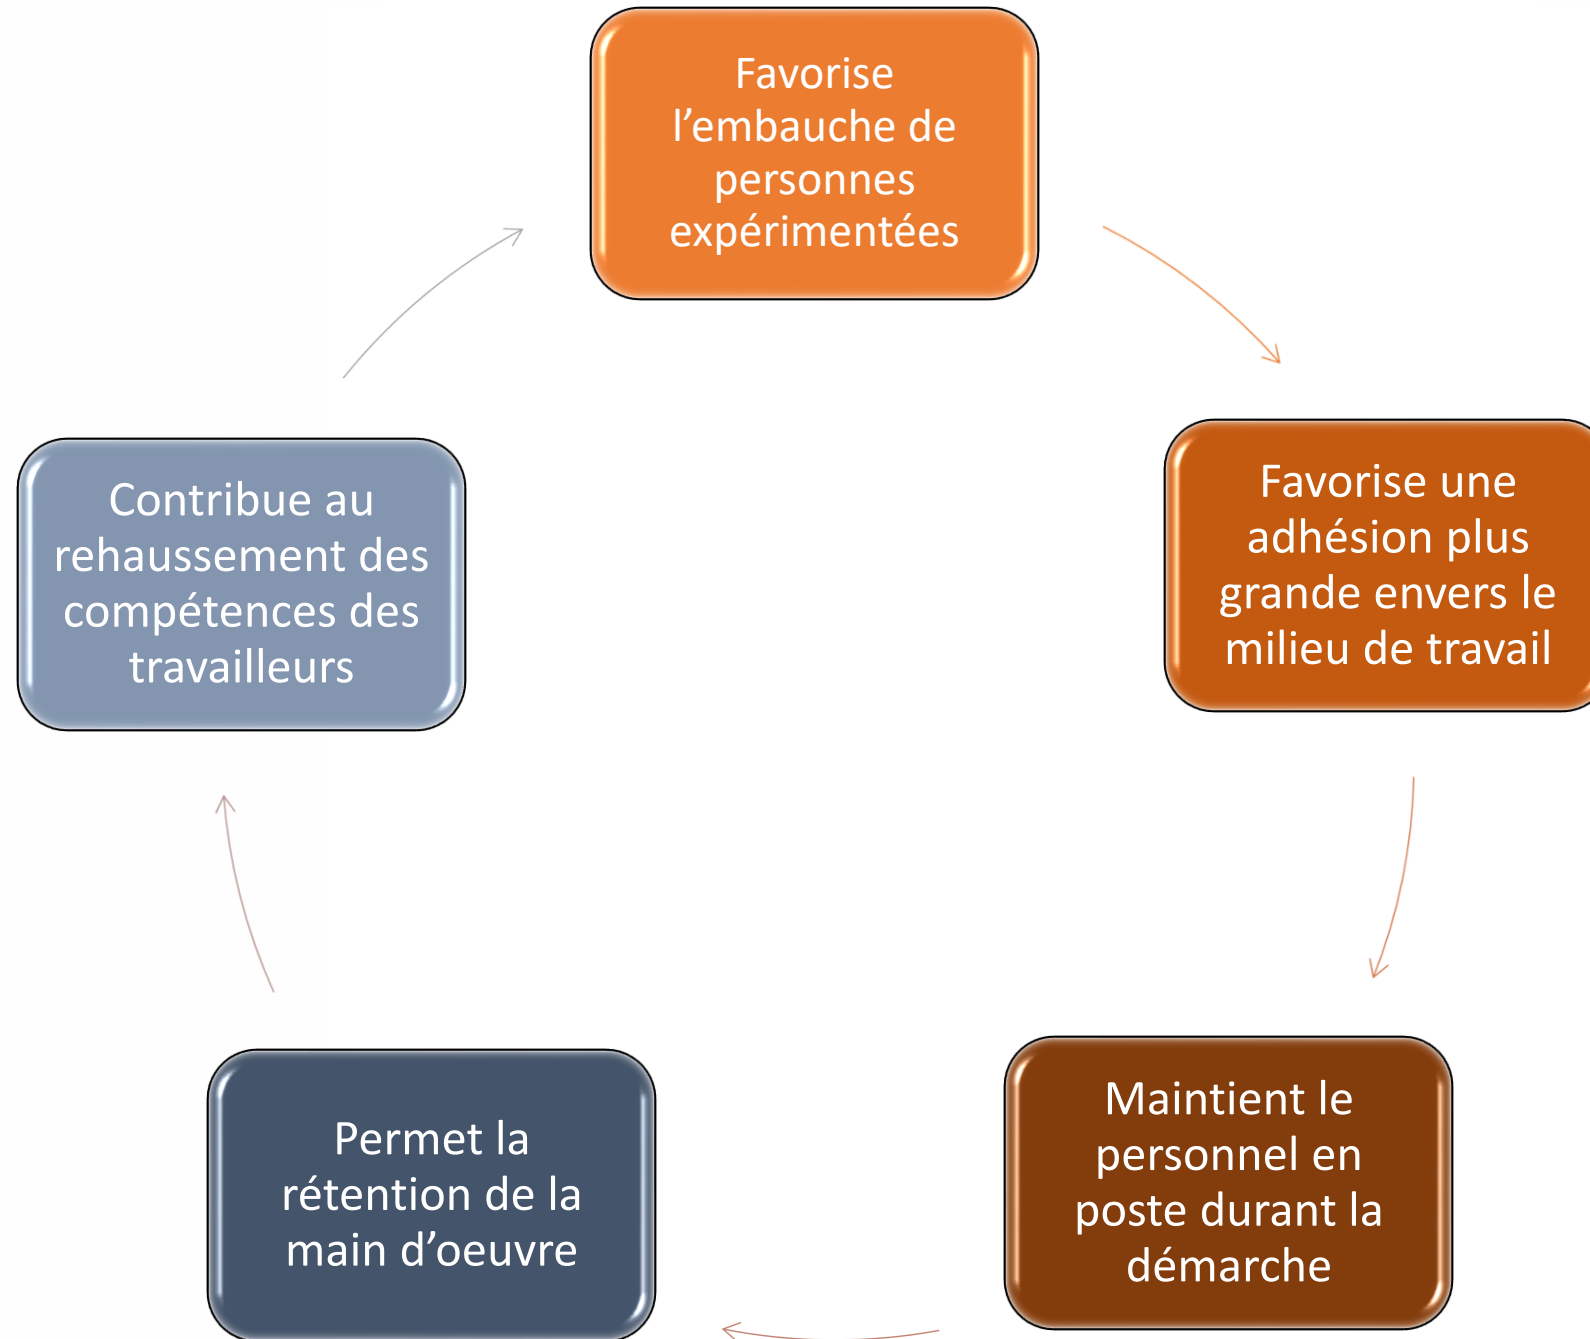 Favorise
l’embauche de
personnes
expérimentées
Favorise une
adhésion plus
grande envers le
milieu de travail
Maintient le
personnel en
poste durant la
démarche
Permet la
rétention de la
main d’oeuvre
Contribue au
rehaussement des
compétences des
travailleurs